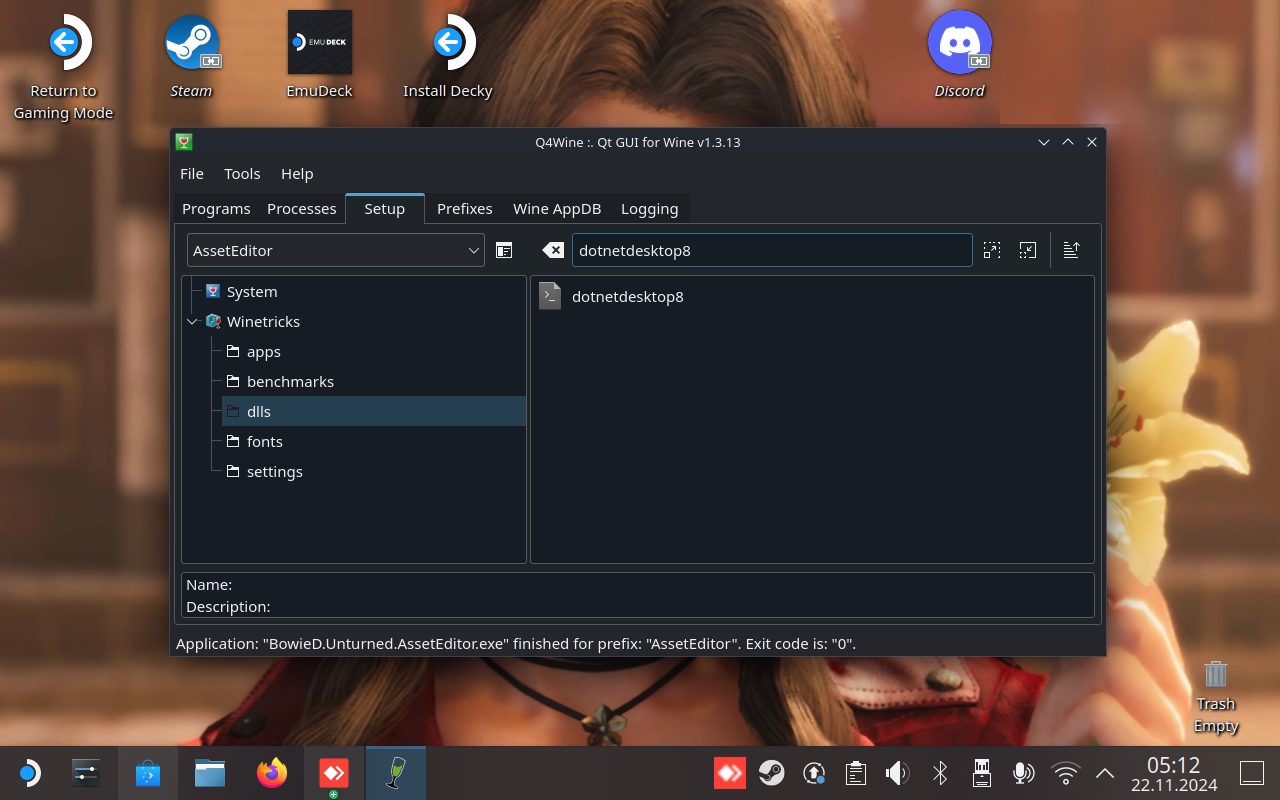 Return to
Gaming Mode
Steam
EMUDECK
EmuDeck
Install Decky
Discord
Q4Wine :. Qt GUI for Wine v1.3.13
File Tools Help
Programs Processes Setup Prefixes Wine AppDB Logging
AssetEditor
dotnetdesktop8
System
dotnetdesktop8
Winetricks
apps
benchmarks
dlls
fonts
settings
Name:
Description:
Application: "BowieD.Unturned.AssetEditor.exe" finished for prefix: "AssetEditor". Exit code is: "0".
Trash
Empty
05:12
22.11.2024